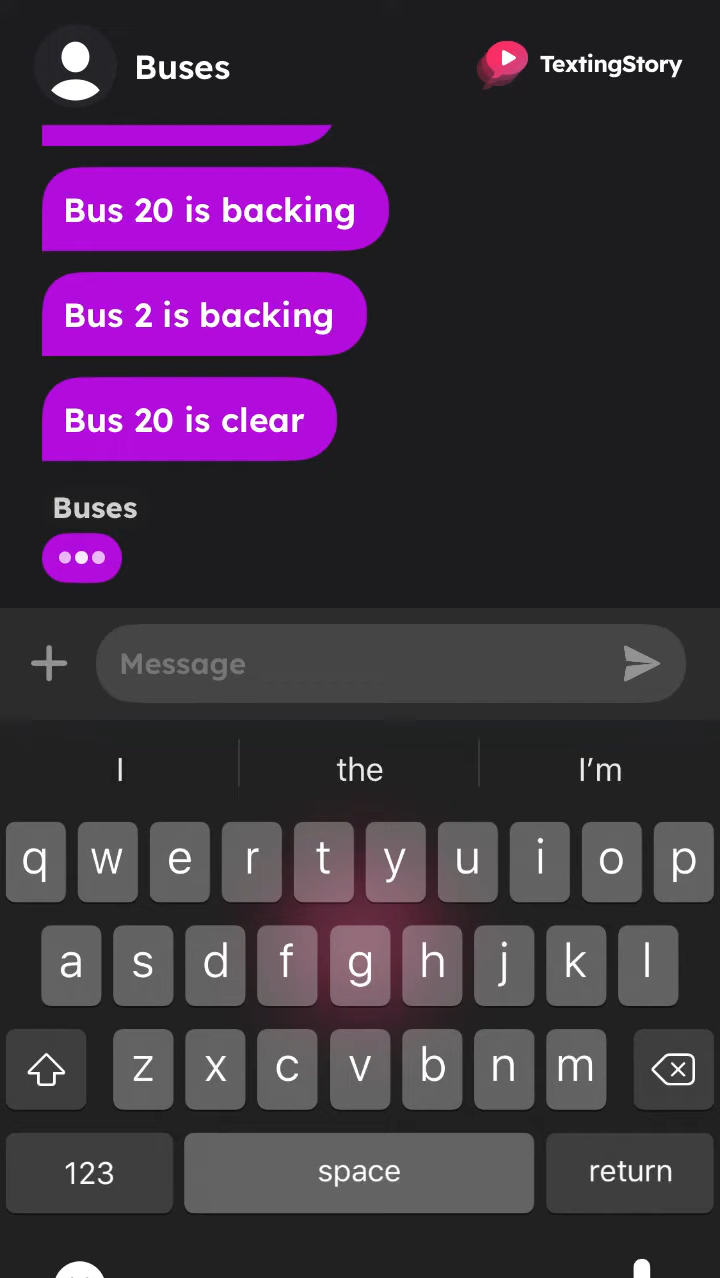 Buses
TextingStory
Bus 20 is backing
Bus 2 is backing
Bus 20 is clear
Buses
Message
I the I’m
q w e r t y u i o p
a s d f g h j k l
z x c v b n m
123 space return